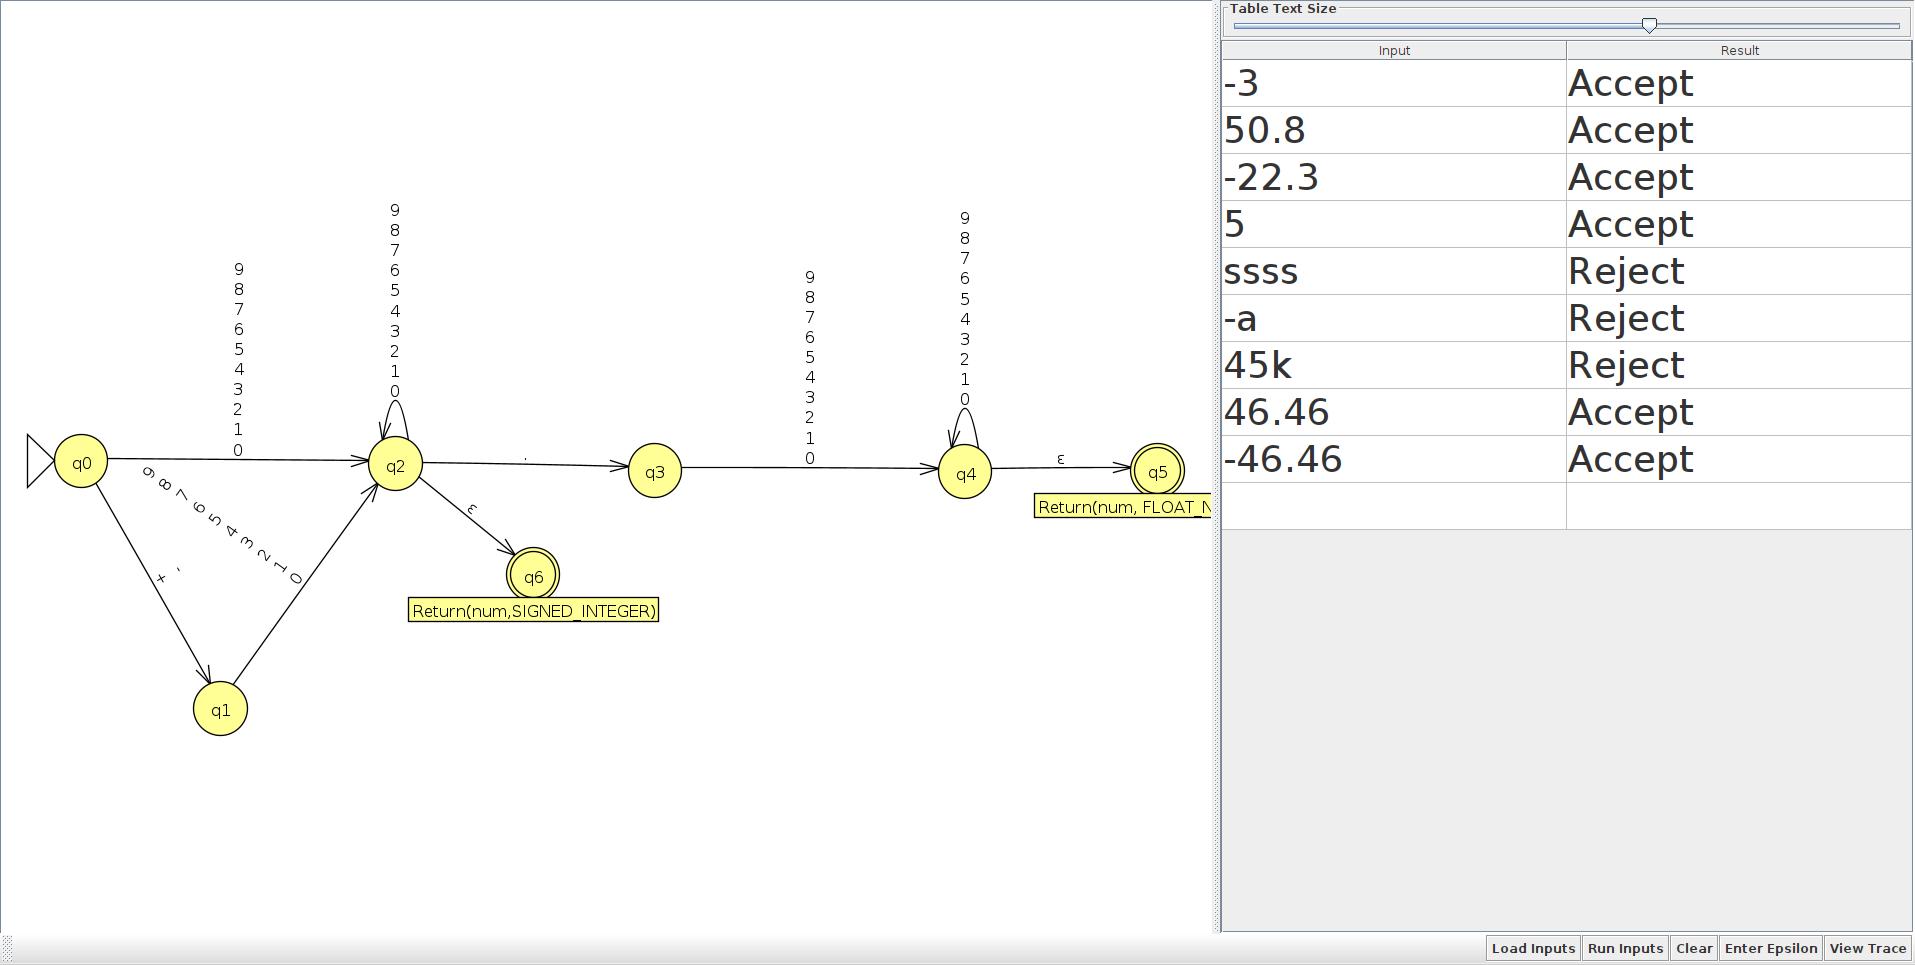 Table Text Size
Input Result
-3 Accept
50.8 Accept
-22.3 Accept
5 Accept
ssss Reject
-a Reject
45k Reject
46.46 Accept
-46.46 Accept
9
8
7
6
5
4
3
2
1
0
9
8
7
6
5
4
3
2
1
0
9
8
7
6
5
4
3
2
1
0
9
8
7
6
5
4
3
2
1
0
q0
q2
.
q3
q4
ε
q5
Return(num, FLOAT_N
9
8
7
6
5
4
3
2
1
0
-
+
ε
q6
Return(num,SIGNED_INTEGER)
q1
Load Inputs Run Inputs Clear Enter Epsilon View Trace